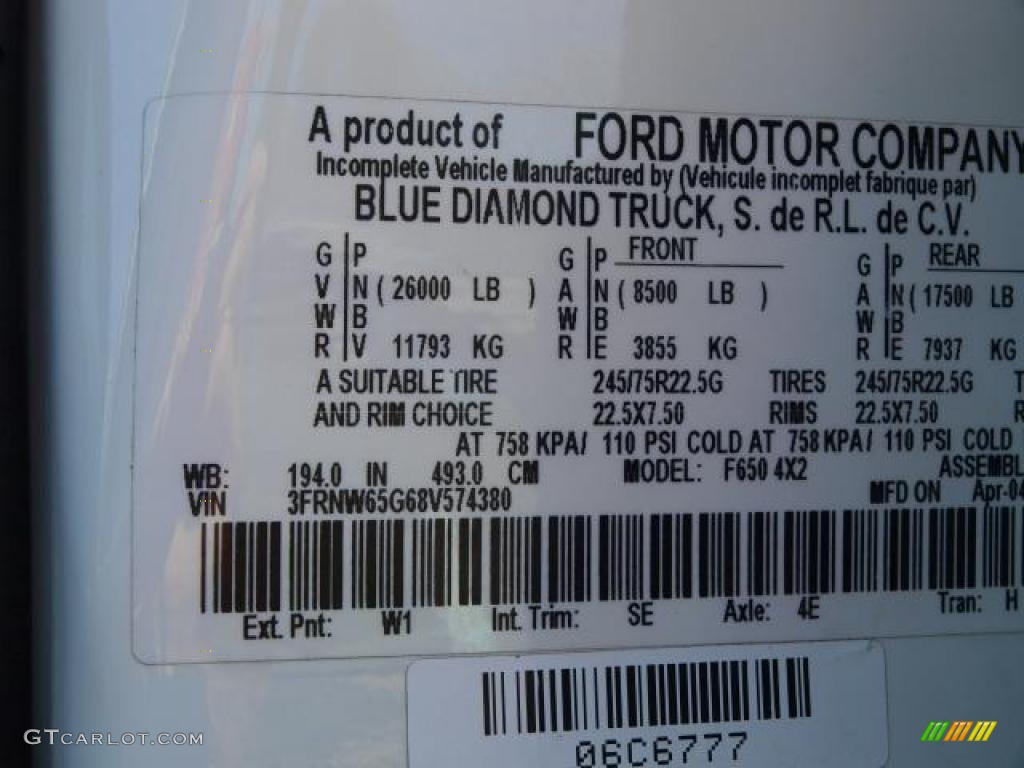 A product of FORD MOTOR COMPANY
Incomplete Vehicle Manufactured by (Vehicule incomplet fabrique par)
BLUE DIAMOND TRUCK, S. de R.L. de C.V.
G P G P FRONT G P REAR
V N ( 26000 LB ) A N ( 8500 LB ) A N ( 17500 LB
W B W B W B
R V 11793 KG R E 3855 KG R E 7937 KG
A SUITABLE TIRE 245/75R22.5G TIRES 245/75R22.5G T
AND RIM CHOICE 22.5X7.50 RIMS 22.5X7.50 R
AT 758 KPA/ 110 PSI COLD AT 758 KPA/ 110 PSI COLD
WB: 194.0 IN 493.0 CM MODEL: F650 4X2 ASSEMBL
VIN 3FRNW65G68V574380 MFD ON Apr-04
Ext. Pnt: W1 Int. Trim: SE Axle: 4E Tran: H
06C6777
GTCARLOT.COM